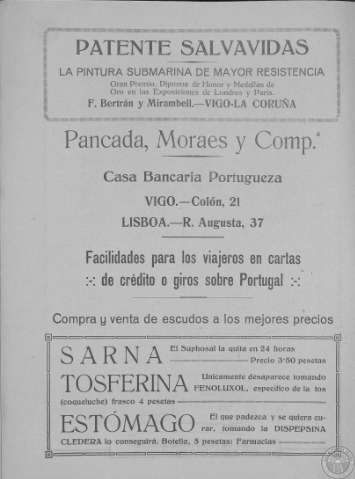 PATENTE SALVAVIDAS
LA PINTURA SUBMARINA DE MAYOR RESISTENCIA
Gran Premio, Diploma de Honor y Medallas de
Oro en las Exposiciones de Londres y París.
F. Bertrán y Mirambell.—VIGO-LA CORUÑA
Pancada, Moraes y Comp.ª
Casa Bancaria Portugueza
VIGO.—Colón, 21
LISBOA.—R. Augusta, 37
Facilidades para los viajeros en cartas
de crédito o giros sobre Portugal
Compra y venta de escudos a los mejores precios
SARNA El Suphosal la quita en 24 horas
Precio 3'50 pesetas
TOSFERINA Unicamente desaparece tomando
FENOLUXOL, específico de la tos
(coqueluche) frasco 4 pesetas
ESTÓMAGO El que padezca y se quiera cu-
rar, tomando la DISPEPSINA
CLEDERA lo conseguirá. Botella, 5 pesetas: Farmacias